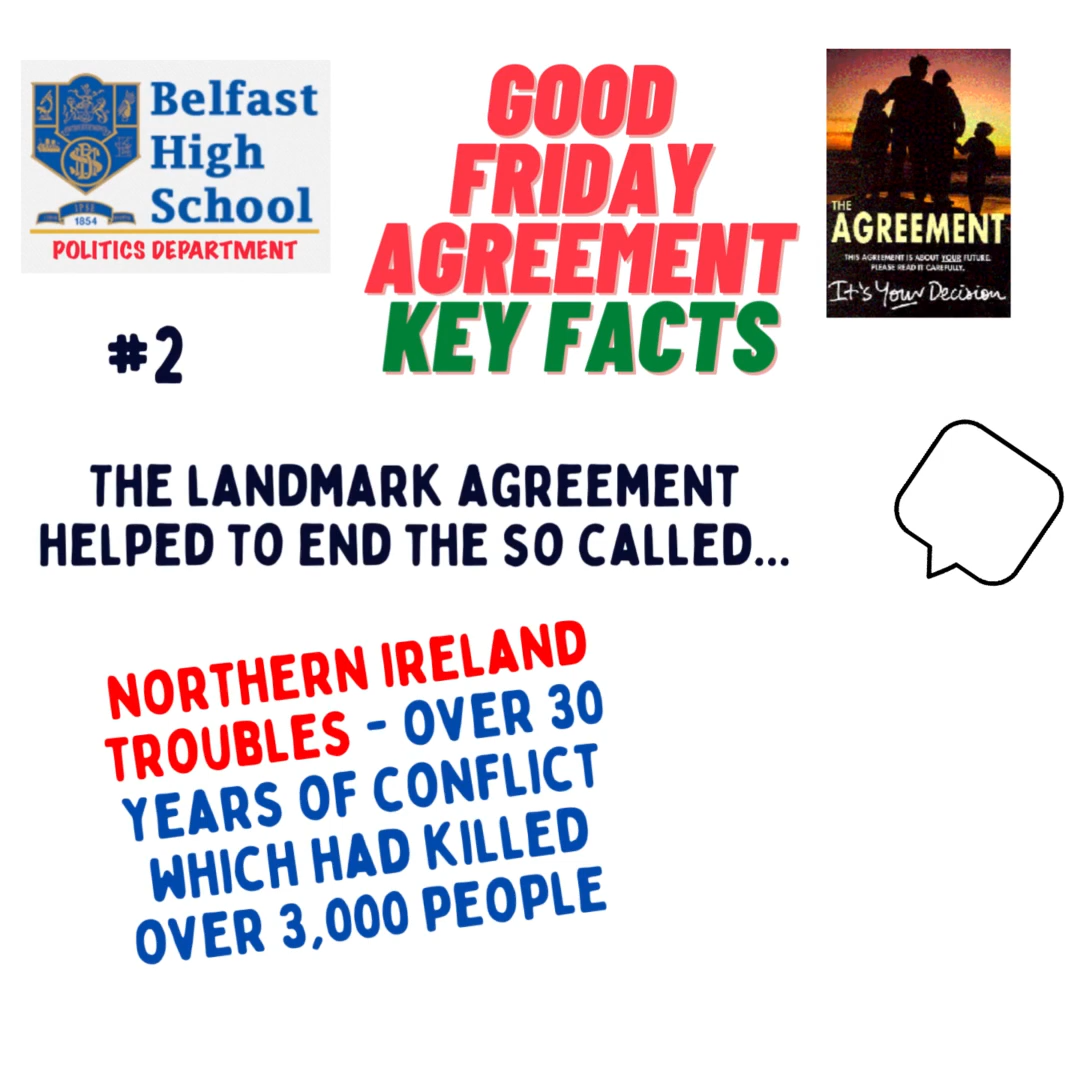 Belfast
High
School
IPSE
1854
POLITICS DEPARTMENT
GOOD
FRIDAY
AGREEMENT
KEY FACTS
THE
AGREEMENT
THIS AGREEMENT IS ABOUT YOUR FUTURE.
PLEASE READ IT CAREFULLY.
It's Your Decision
#2
THE LANDMARK AGREEMENT
HELPED TO END THE SO CALLED...
NORTHERN IRELAND
TROUBLES - OVER 30
YEARS OF CONFLICT
WHICH HAD KILLED
OVER 3,000 PEOPLE